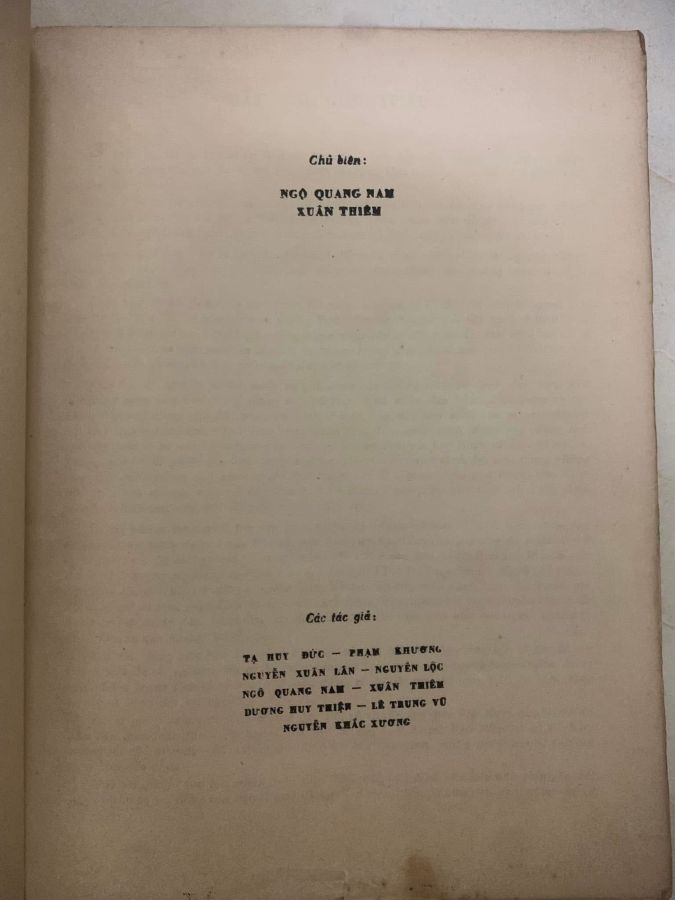 Chủ biên:
NGÔ QUANG NAM
XUÂN THIÊM
Các tác giả:
TẠ HUY ĐỨC — PHẠM KHƯƠNG
NGUYỄN XUÂN LÂN — NGUYỄN LỘC
NGÔ QUANG NAM — XUÂN THIÊM
DƯƠNG HUY THIỆN — LÊ TRUNG VŨ
NGUYỄN KHẮC XƯƠNG